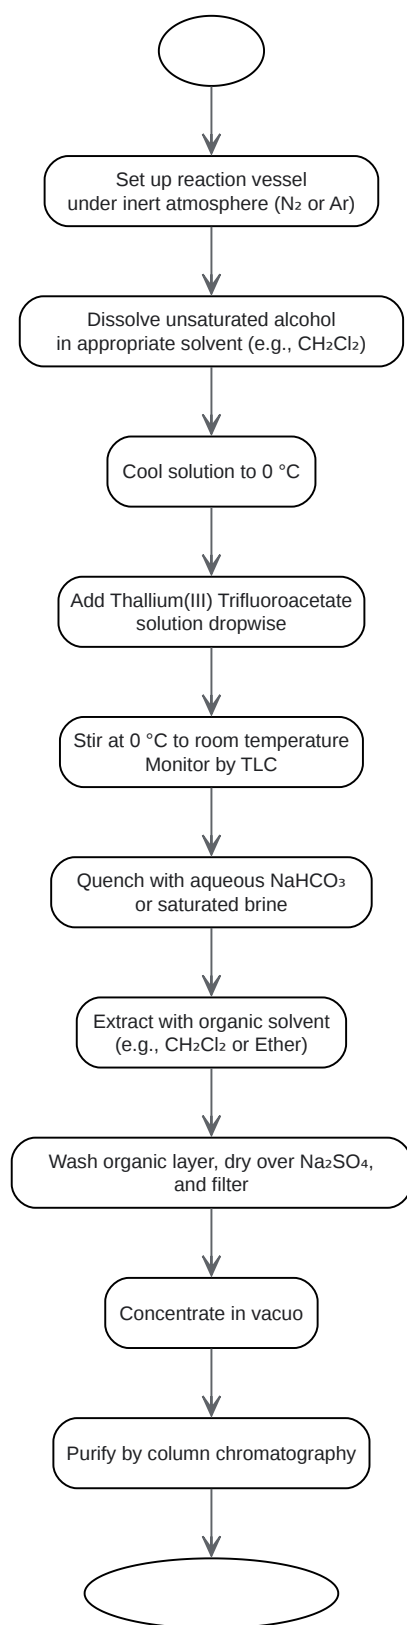 Set up reaction vessel
under inert atmosphere (N₂ or Ar)
Dissolve unsaturated alcohol
in appropriate solvent (e.g., CH₂Cl₂)
Cool solution to 0 °C
Add Thallium(III) Trifluoroacetate
solution dropwise
Stir at 0 °C to room temperature
Monitor by TLC
Quench with aqueous NaHCO₃
or saturated brine
Extract with organic solvent
(e.g., CH₂Cl₂ or Ether)
Wash organic layer, dry over Na₂SO₄,
and filter
Concentrate in vacuo
Purify by column chromatography